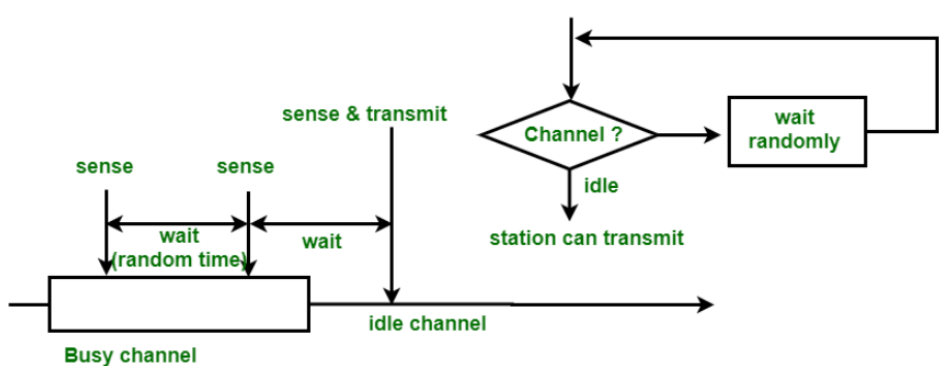 sense & transmit
sense
sense
wait
(random time)
wait
idle channel
Busy channel
Channel ?
wait
randomly
idle
station can transmit